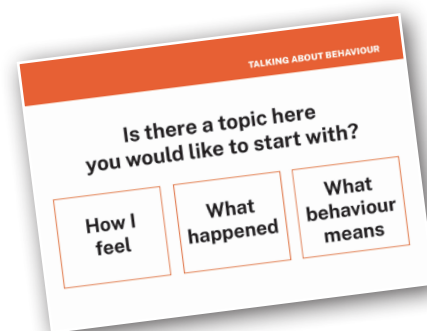 TALKING ABOUT BEHAVIOUR
Is there a topic here
you would like to start with?
How I
feel
What
happened
What
behaviour
means